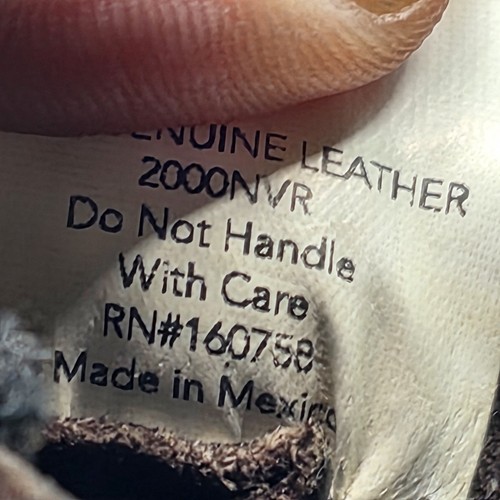 ENUINE LEATHER
2000NVR
Do Not Handle
With Care
RN#160758
Made in Mexico